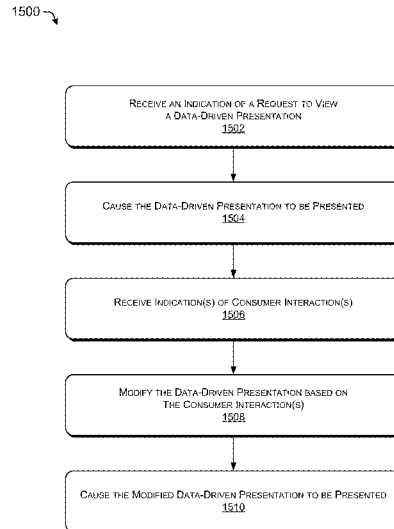 1500
RECEIVE AN INDICATION OF A REQUEST TO VIEW
A DATA-DRIVEN PRESENTATION
1502
CAUSE THE DATA-DRIVEN PRESENTATION TO BE PRESENTED
1504
RECEIVE INDICATION(S) OF CONSUMER INTERACTION(S)
1506
MODIFY THE DATA-DRIVEN PRESENTATION BASED ON
THE CONSUMER INTERACTION(S)
1508
CAUSE THE MODIFIED DATA-DRIVEN PRESENTATION TO BE PRESENTED
1510